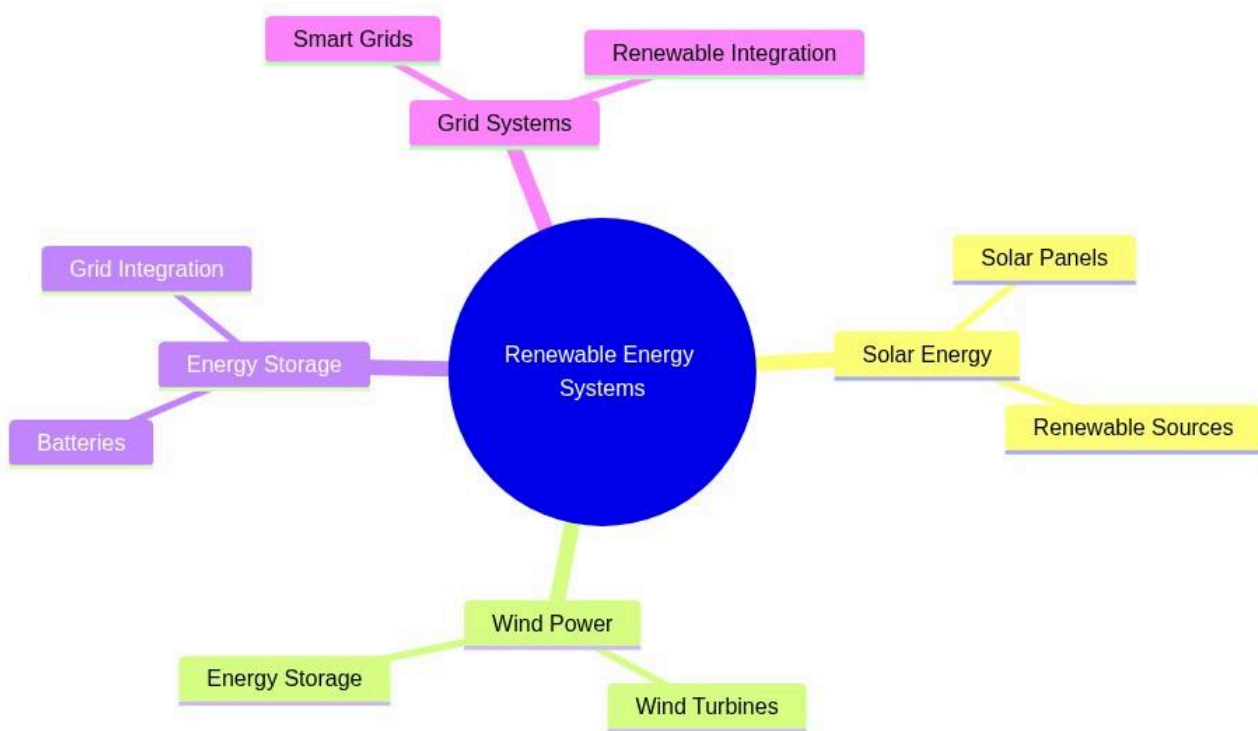 Smart Grids
Renewable Integration
Grid Systems
Grid Integration
Solar Panels
Energy Storage
Renewable Energy
Systems
Solar Energy
Batteries
Renewable Sources
Wind Power
Energy Storage
Wind Turbines